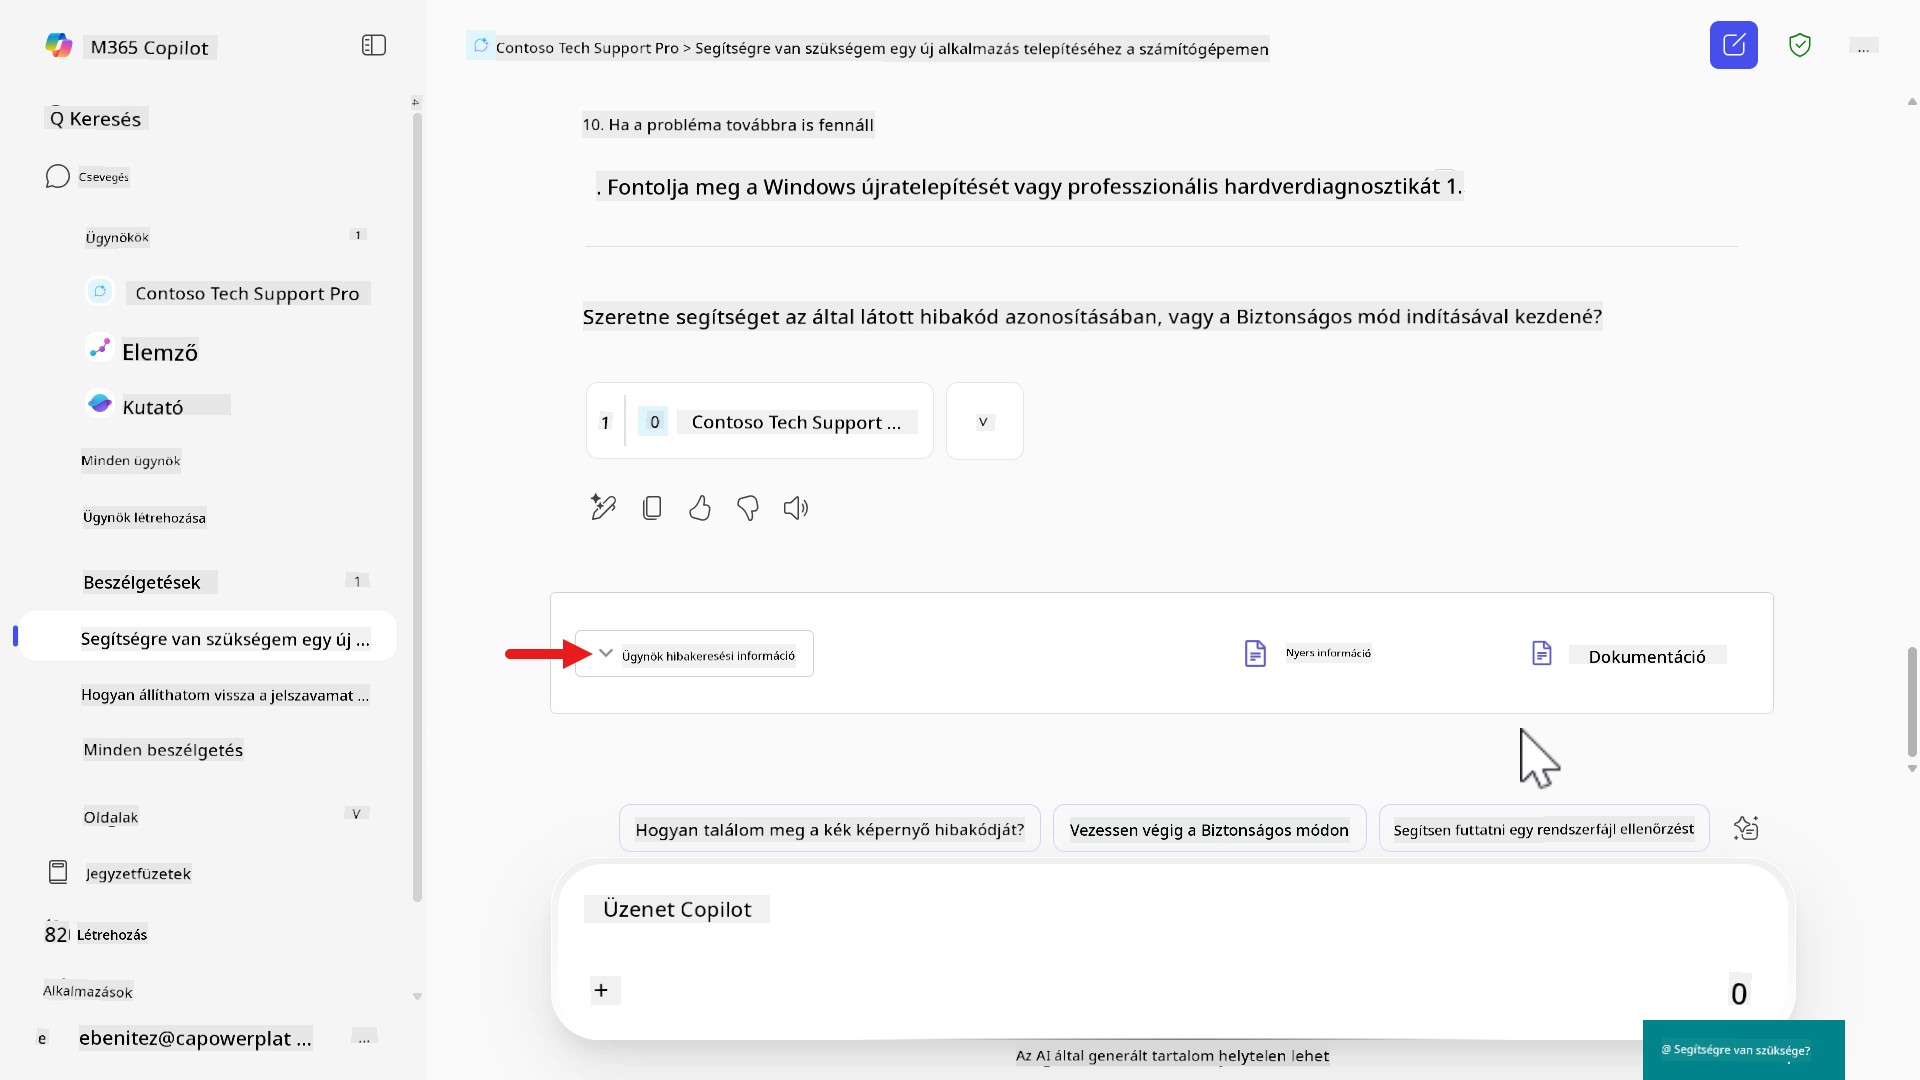 M365 Copilot
Q Keresés
Csevegés
Ügynökök 1
Contoso Tech Support Pro
Elemző
Kutató
Minden ügynök
Ügynök létrehozása
Beszélgetések 1
Segítségre van szükségem egy új ...
Hogyan állíthatom vissza a jelszavamat ...
Minden beszélgetés
Oldalak V
Jegyzetfüzetek
82 Létrehozás
Alkalmazások
e ebenitez@capowerplat ... ...
Contoso Tech Support Pro > Segítségre van szükségem egy új alkalmazás telepítéséhez a számítógépemen ...
10. Ha a probléma továbbra is fennáll
. Fontolja meg a Windows újratelepítését vagy professzionális hardverdiagnosztikát 1.
Szeretne segítséget az által látott hibakód azonosításában, vagy a Biztonságos mód indításával kezdené?
1 0 Contoso Tech Support ... V
Ügynök hibakeresési információ Nyers információ Dokumentáció
Hogyan találom meg a kék képernyő hibakódját? Vezessen végig a Biztonságos módon Segítsen futtatni egy rendszerfájl ellenőrzést
Üzenet Copilot
+ 0
Az AI által generált tartalom helytelen lehet
@ Segítségre van szüksége?